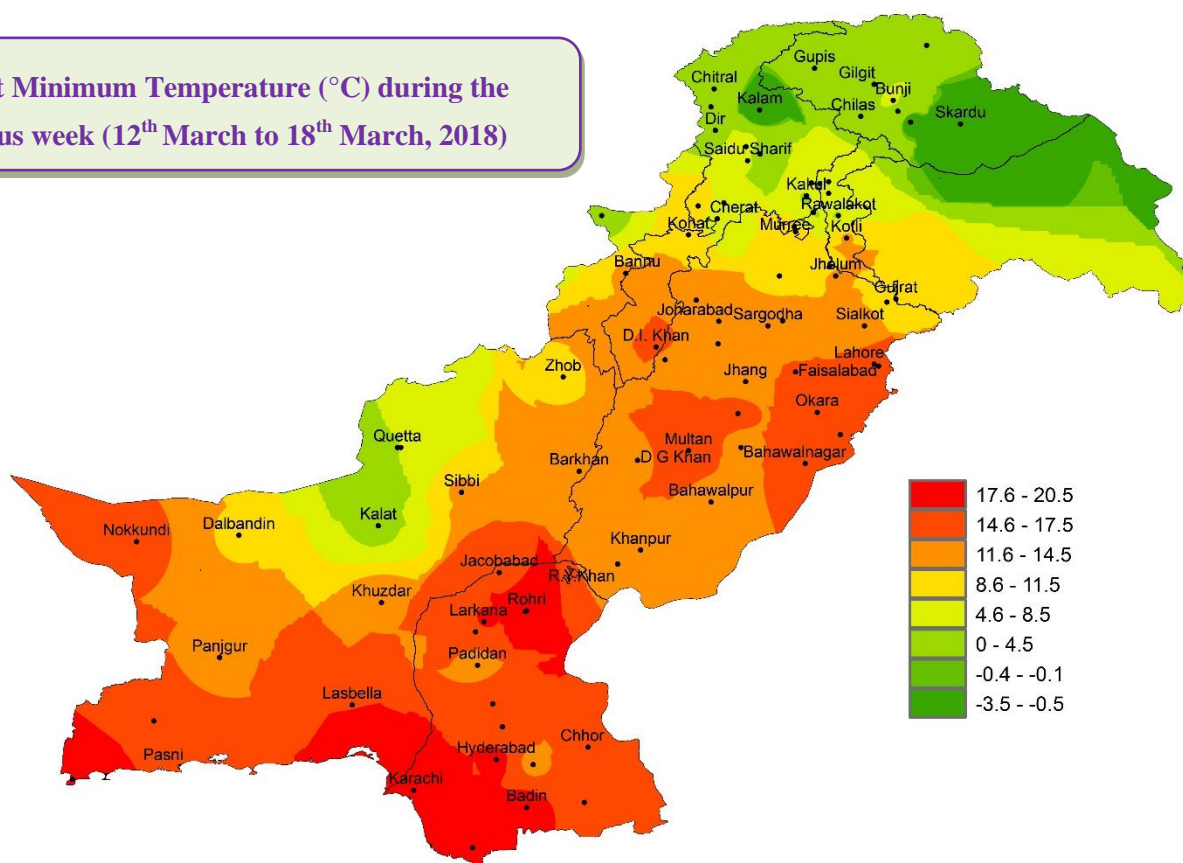 t Minimum Temperature (°C) during the
us week (12th March to 18th March, 2018)
Gupis
Gilgit
Chitral
Bunji
Kalam
Chilas
Skardu
Dir
Saidu Sharif
Kakul
Rawalakot
Cherat
Murree
Kotli
Kohat
Bannu
Jhelum
Gujrat
Joharabad
Sargodha
Sialkot
D.I. Khan
Lahore
Zhob
Faisalabad
Jhang
Okara
Quetta
Multan
Bahawalnagar
D G Khan
Barkhan
Sibbi
Bahawalpur
Kalat
Dalbandin
Nokkundi
Khanpur
Jacobabad
R.Y.Khan
Khuzdar
Rohri
Larkana
Panjgur
Padidan
Lasbella
Chhor
Pasni
Hyderabad
Karachi
Badin
17.6 - 20.5
14.6 - 17.5
11.6 - 14.5
8.6 - 11.5
4.6 - 8.5
0 - 4.5
-0.4 - -0.1
-3.5 - -0.5